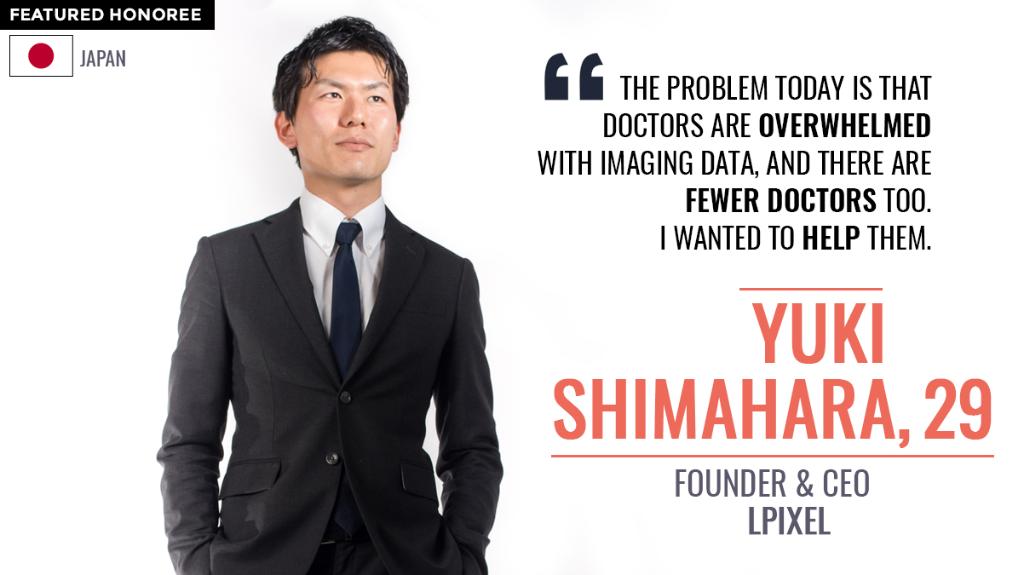 FEATURED HONOREE
JAPAN
“ THE PROBLEM TODAY IS THAT
DOCTORS ARE OVERWHELMED
WITH IMAGING DATA, AND THERE ARE
FEWER DOCTORS TOO.
I WANTED TO HELP THEM.
YUKI
SHIMAHARA, 29
FOUNDER & CEO
LPIXEL